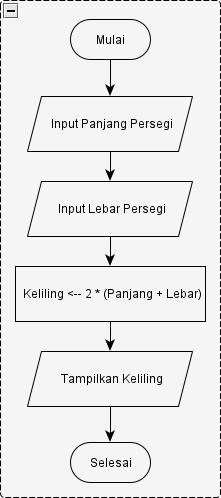 Mulai
Input Panjang Persegi
Input Lebar Persegi
Keliling <-- 2 * (Panjang + Lebar)
Tampilkan Keliling
Selesai